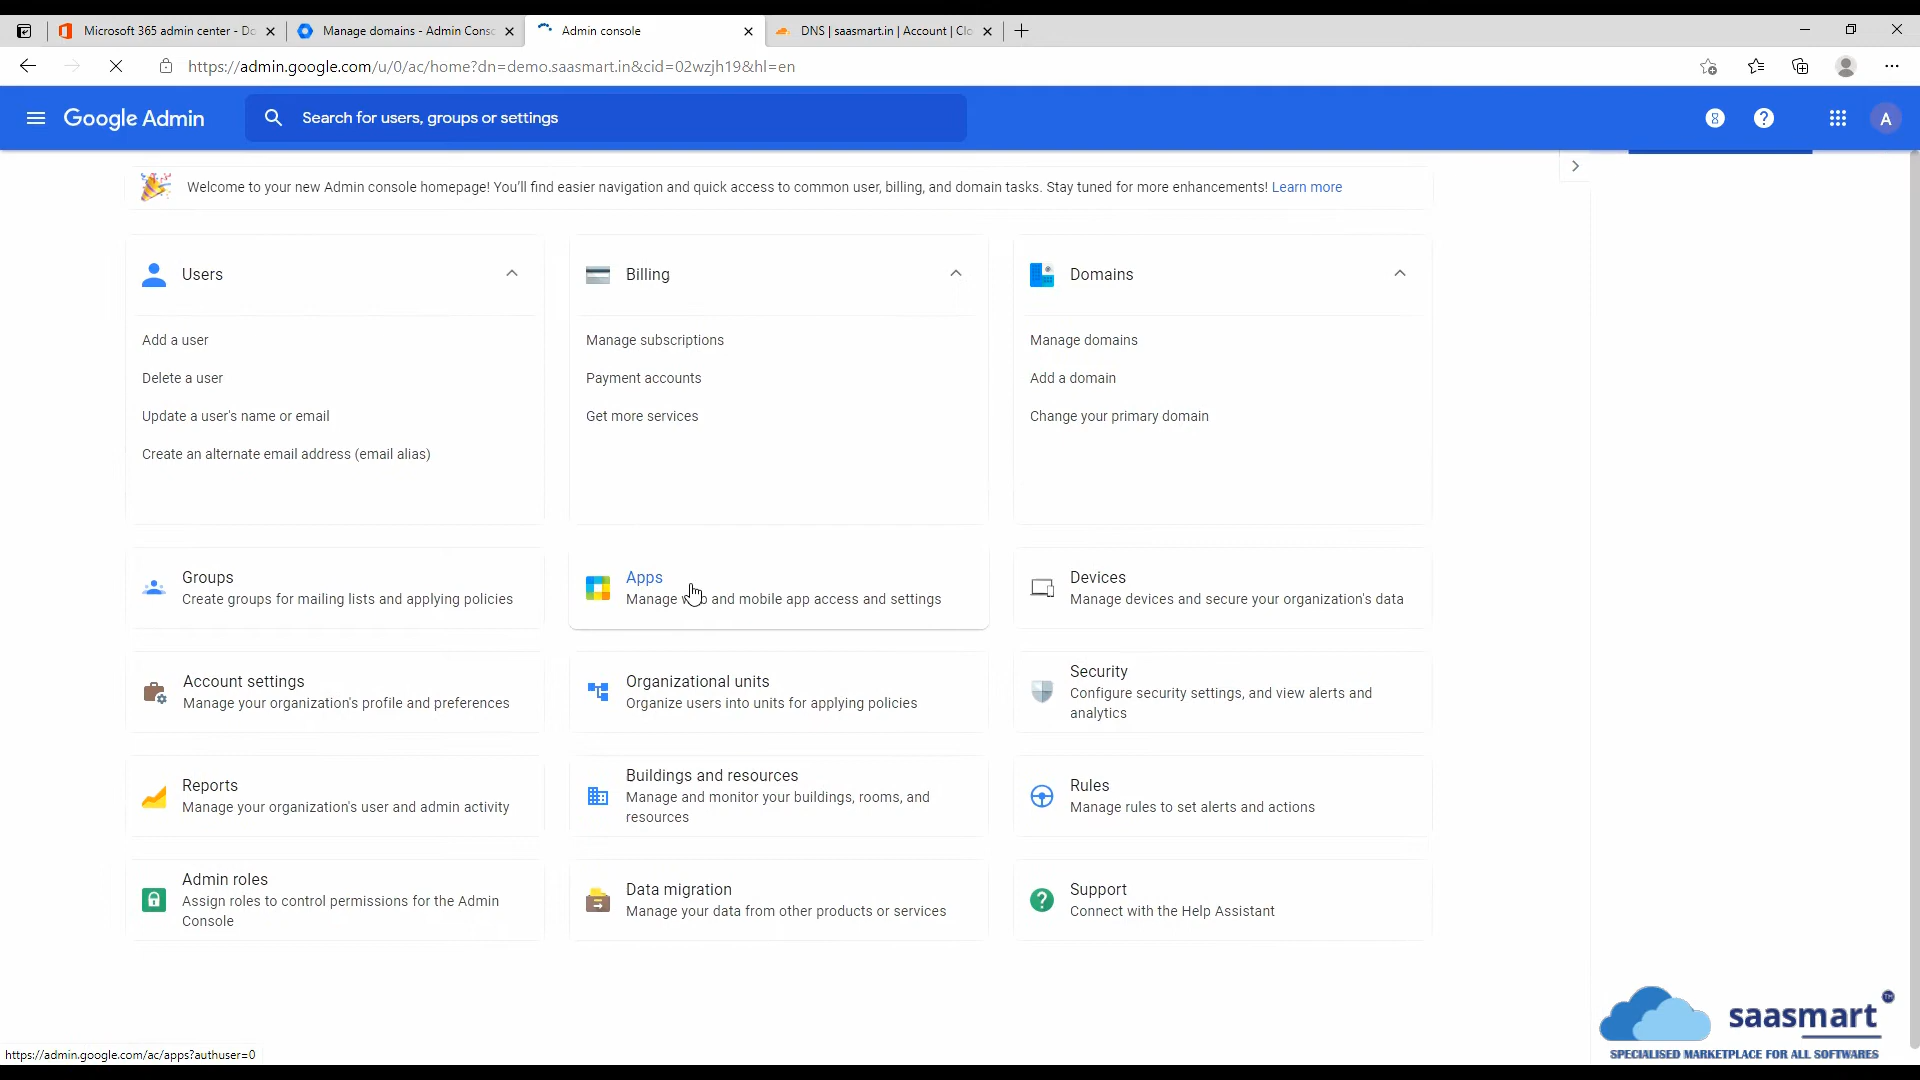 Microsoft 365 admin center - Do
Manage domains - Admin Conso
Admin console
DNS | saasmart.in | Account | Clo
https://admin.google.com/u/0/ac/home?dn=demo.saasmart.in&cid=02wzjh19&hl=en
Google Admin
Search for users, groups or settings
A
Welcome to your new Admin console homepage! You'll find easier navigation and quick access to common user, billing, and domain tasks. Stay tuned for more enhancements! Learn more
Users
Add a user
Delete a user
Update a user's name or email
Create an alternate email address (email alias)
Billing
Manage subscriptions
Payment accounts
Get more services
Domains
Manage domains
Add a domain
Change your primary domain
Groups
Create groups for mailing lists and applying policies
Apps
Manage web and mobile app access and settings
Devices
Manage devices and secure your organization's data
Account settings
Manage your organization's profile and preferences
Organizational units
Organize users into units for applying policies
Security
Configure security settings, and view alerts and
analytics
Reports
Manage your organization's user and admin activity
Buildings and resources
Manage and monitor your buildings, rooms, and
resources
Rules
Manage rules to set alerts and actions
Admin roles
Assign roles to control permissions for the Admin
Console
Data migration
Manage your data from other products or services
Support
Connect with the Help Assistant
saasmart TM
SPECIALISED MARKETPLACE FOR ALL SOFTWARES
https://admin.google.com/ac/apps?authuser=0